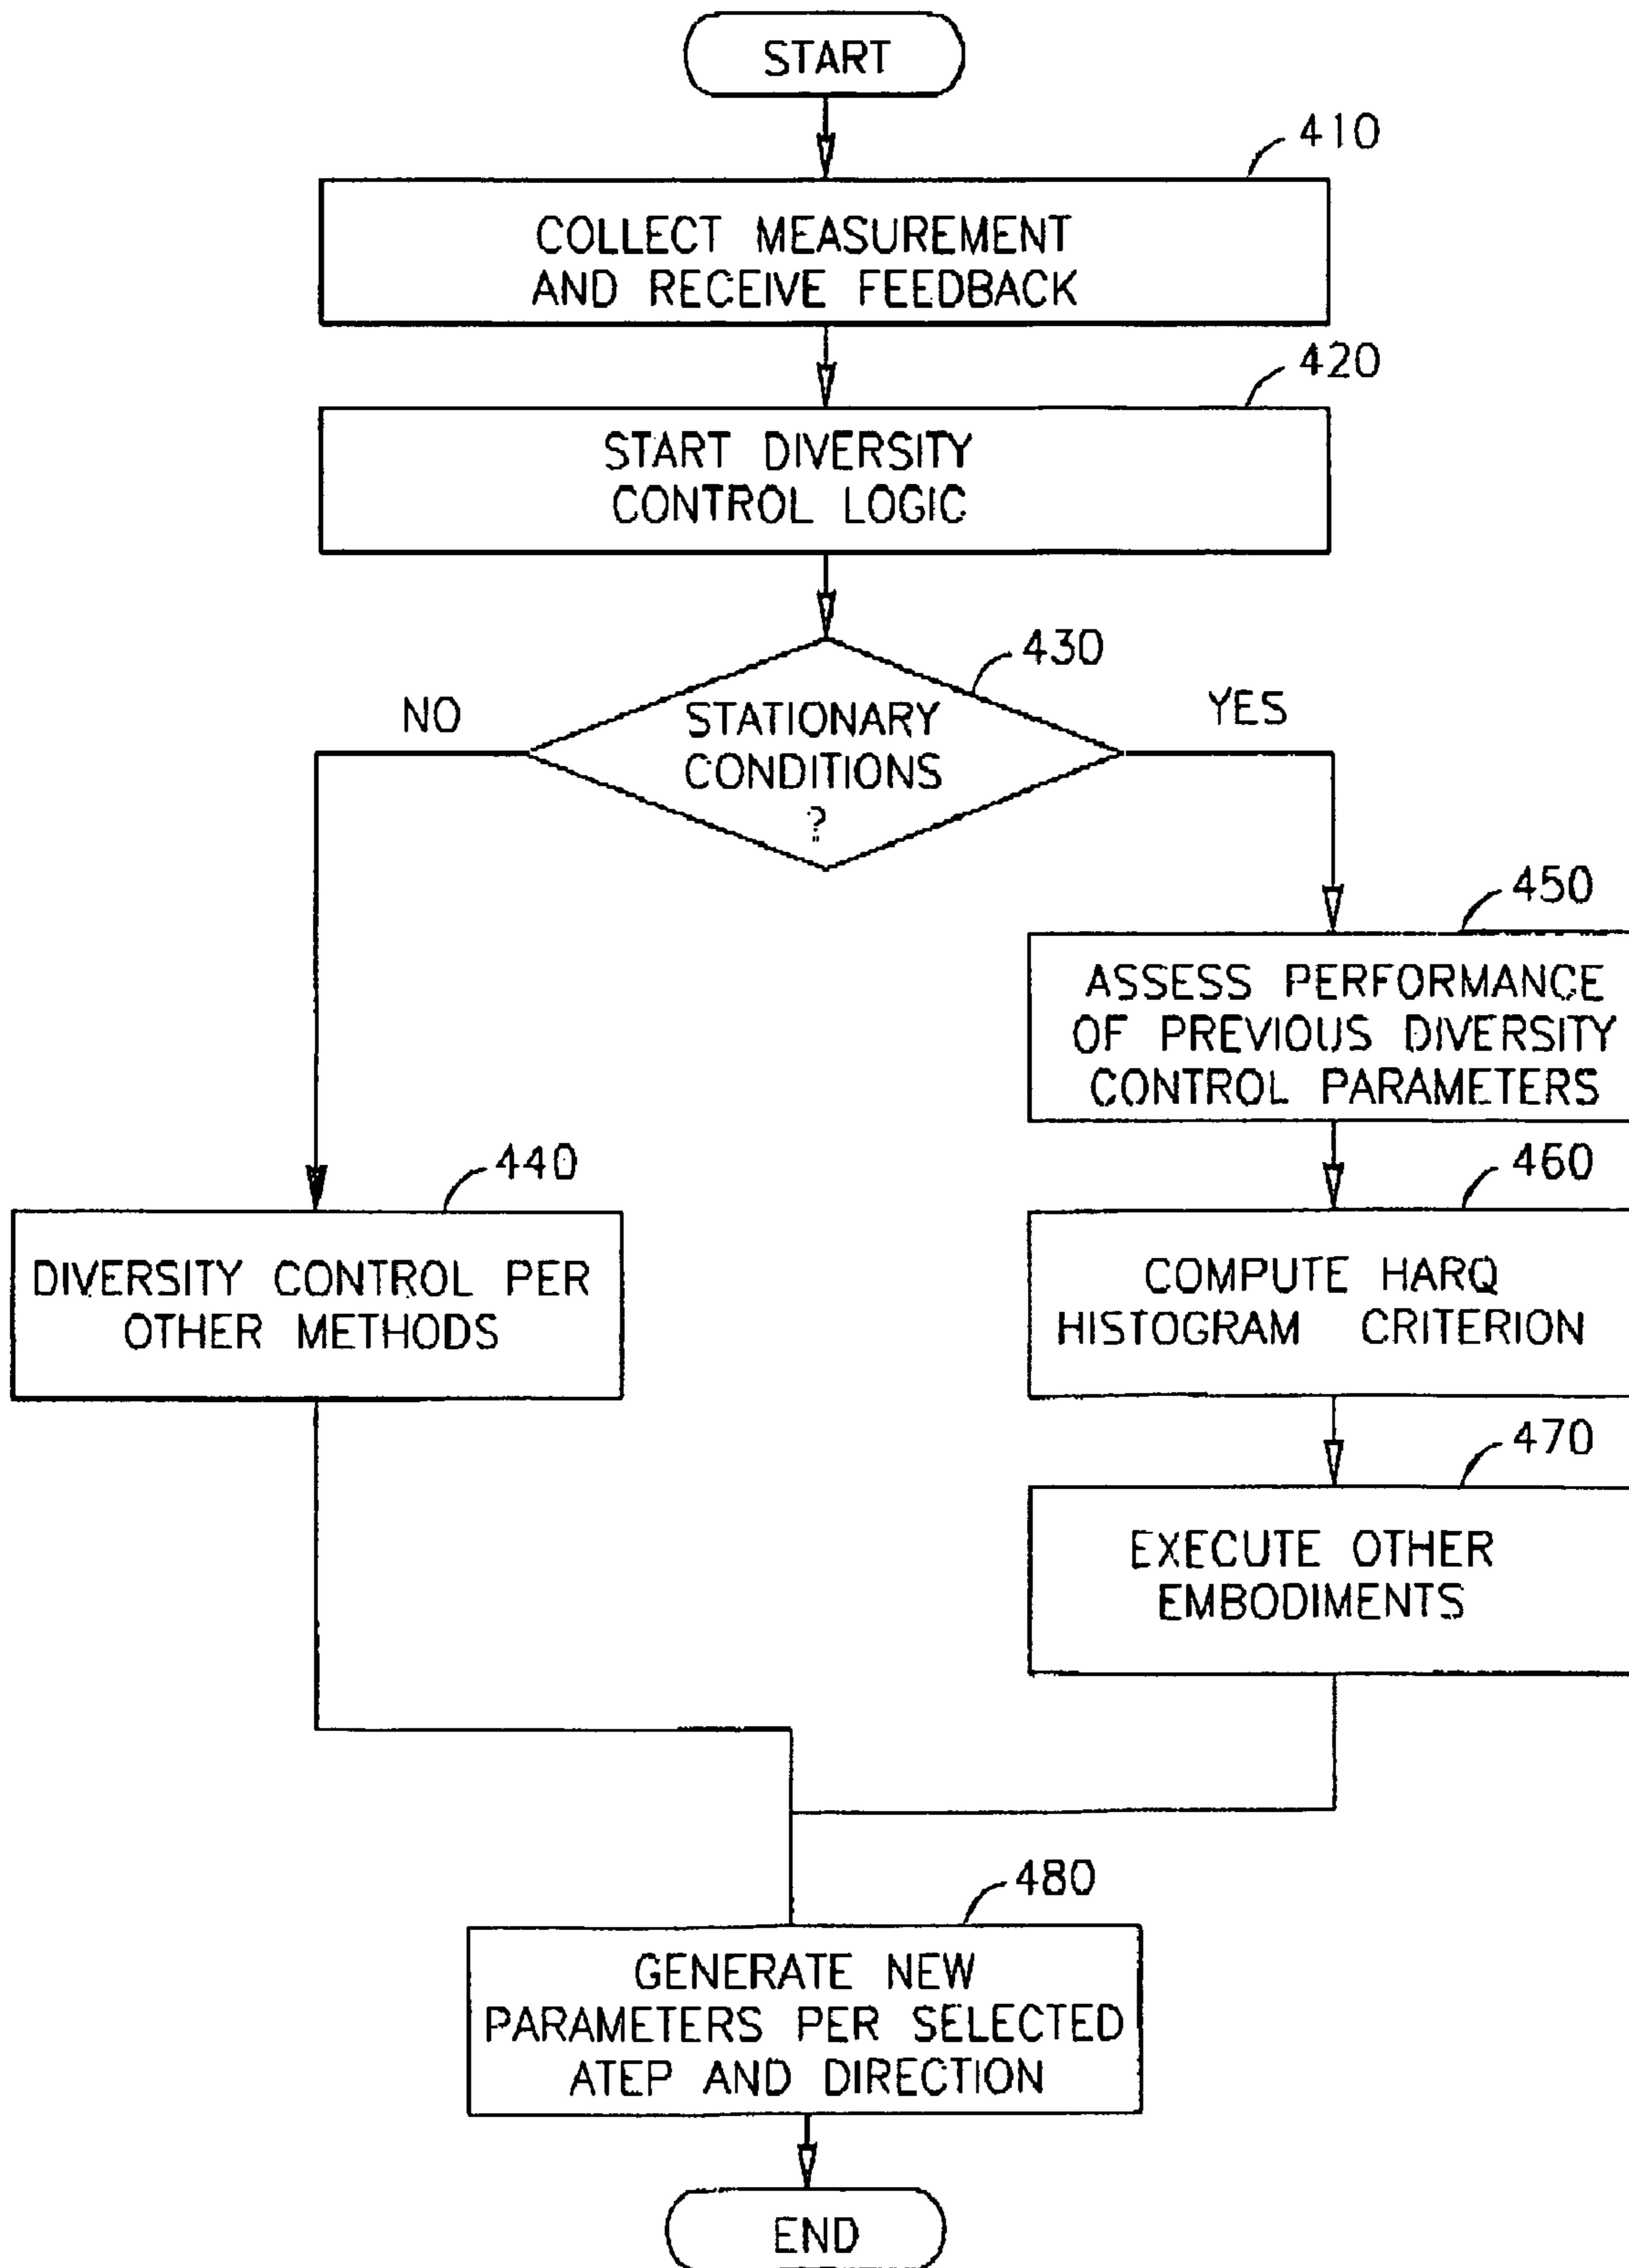 START
410
COLLECT MEASUREMENT
AND RECEIVE FEEDBACK
420
START DIVERSITY
CONTROL LOGIC
430
NO
STATIONARY
CONDITIONS
?
YES
450
ASSESS PERFORMANCE
OF PREVIOUS DIVERSITY
CONTROL PARAMETERS
440
DIVERSITY CONTROL PER
OTHER METHODS
460
COMPUTE HARQ
HISTOGRAM CRITERION
470
EXECUTE OTHER
EMBODIMENTS
480
GENERATE NEW
PARAMETERS PER SELECTED
ATEP AND DIRECTION
END